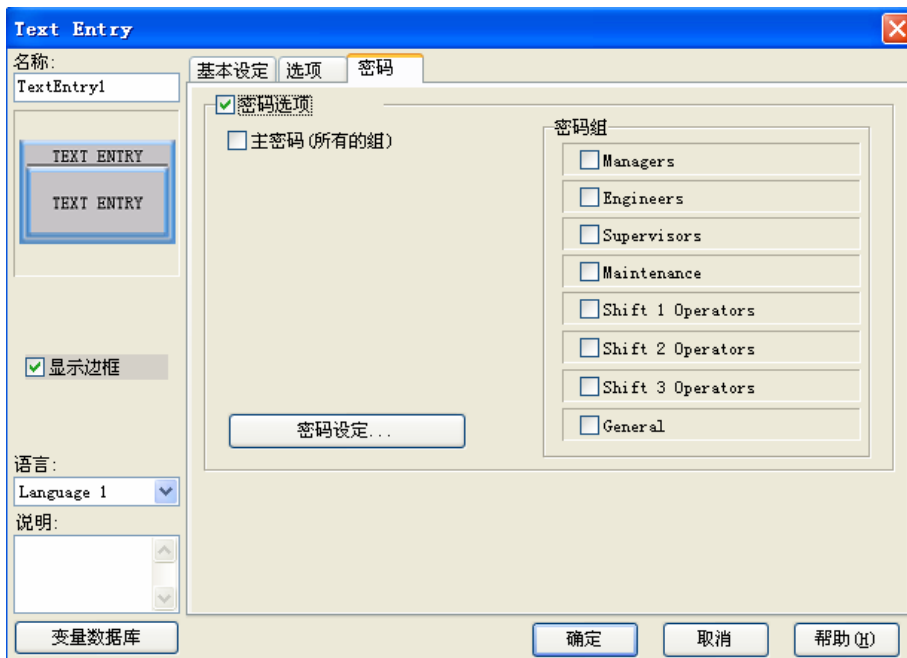 Text Entry
名称:
TextEntry1
TEXT ENTRY
TEXT ENTRY
显示边框
语言:
Language 1
说明:
变量数据库
基本设定 选项 密码
密码选项
主密码(所有的组)
密码设定...
密码组
Managers
Engineers
Supervisors
Maintenance
Shift 1 Operators
Shift 2 Operators
Shift 3 Operators
General
确定 取消 帮助(H)